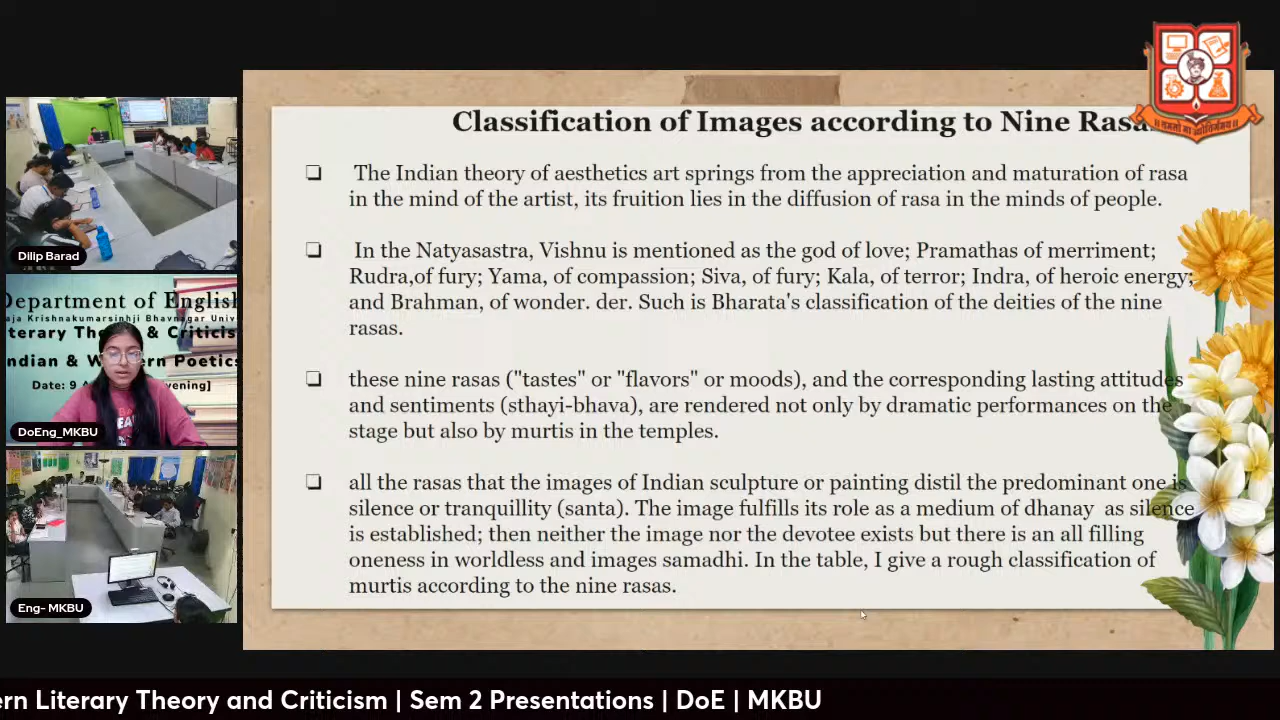 Classification of Images according to Nine Rasa
❏ The Indian theory of aesthetics art springs from the appreciation and maturation of rasa
in the mind of the artist, its fruition lies in the diffusion of rasa in the minds of people.
❏ In the Natyasastra, Vishnu is mentioned as the god of love; Pramathas of merriment;
Rudra,of fury; Yama, of compassion; Siva, of fury; Kala, of terror; Indra, of heroic energy;
and Brahman, of wonder. der. Such is Bharata's classification of the deities of the nine
rasas.
❏ these nine rasas ("tastes" or "flavors" or moods), and the corresponding lasting attitudes
and sentiments (sthayi-bhava), are rendered not only by dramatic performances on the
stage but also by murtis in the temples.
❏ all the rasas that the images of Indian sculpture or painting distil the predominant one is
silence or tranquillity (santa). The image fulfills its role as a medium of dhanay as silence
is established; then neither the image nor the devotee exists but there is an all filling
oneness in worldless and images samadhi. In the table, I give a rough classification of
murtis according to the nine rasas.
Dilip Barad
Department of English
aja Krishnakumarsinhji Bhavnagar Univ
terary The & Criticis
ndian & W ern Poetics
Date: 9 A vening]
DoEng_MKBU
Eng- MKBU
ern Literary Theory and Criticism | Sem 2 Presentations | DoE | MKBU